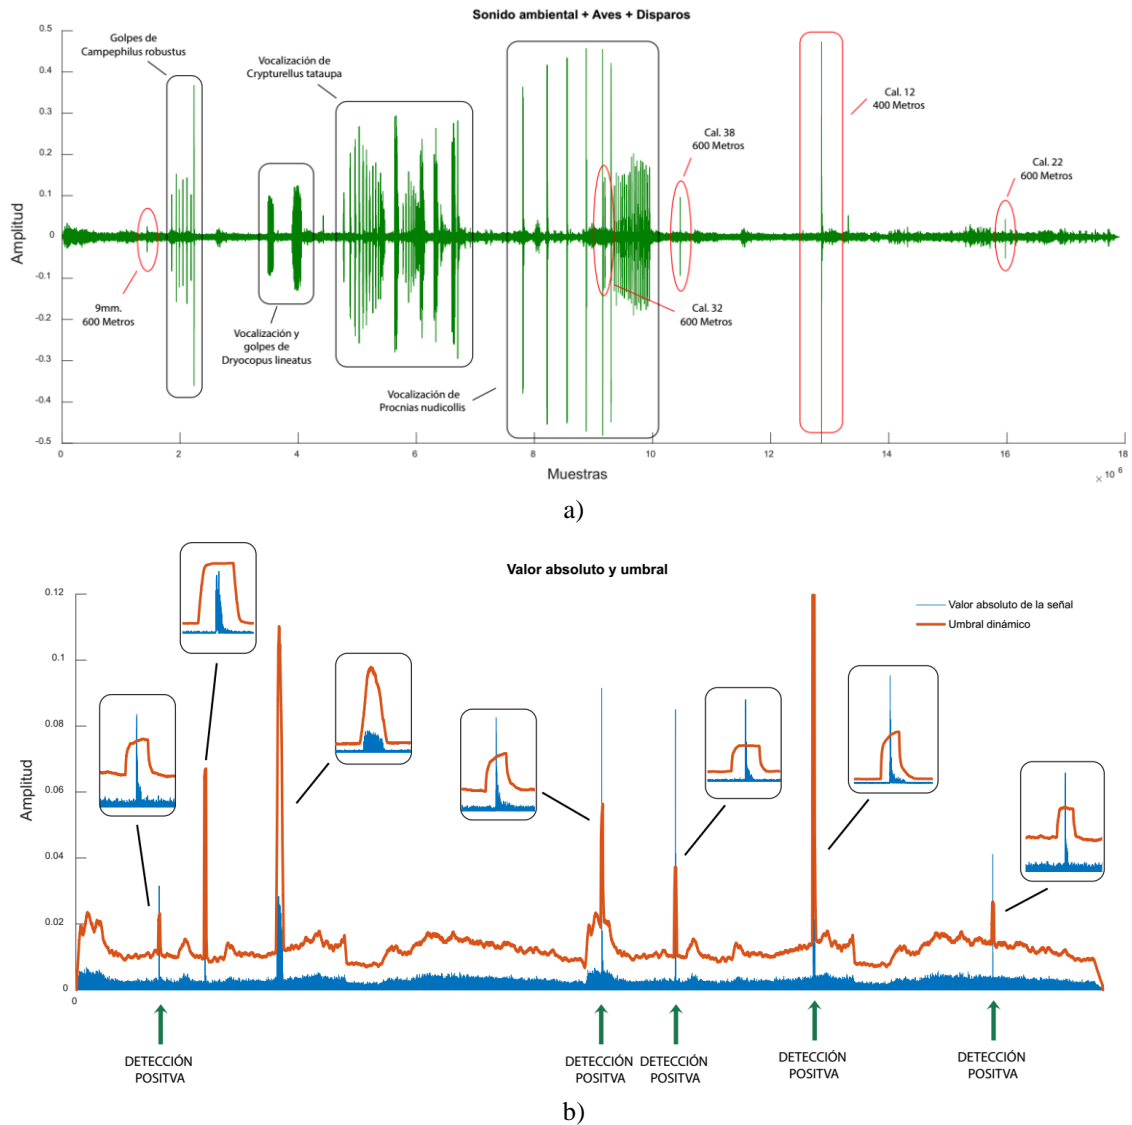 Sonido ambiental + Aves + Disparos
Golpes de
Campephilus robustus
Vocalización de
Crypturellus tataupa
Cal. 38
600 Metros
Cal. 12
400 Metros
Cal. 22
600 Metros
9mm.
600 Metros
Vocalización y
golpes de
Dryocopus lineatus
Cal. 32
600 Metros
Vocalización de
Procnias nudicollis
Amplitud
0.5
0.4
0.3
0.2
0.1
0
-0.1
-0.2
-0.3
-0.4
-0.5
0 2 4 6 8 10 12 14 16 18
Muestras
× 10 6
a)
Valor absoluto y umbral
Valor absoluto de la señal
Umbral dinámico
Amplitud
0.12
0.1
0.08
0.06
0.04
0.02
0
0
DETECCIÓN
POSITVA
DETECCIÓN
POSITVA
DETECCIÓN
POSITVA
DETECCIÓN
POSITVA
DETECCIÓN
POSITVA
b)